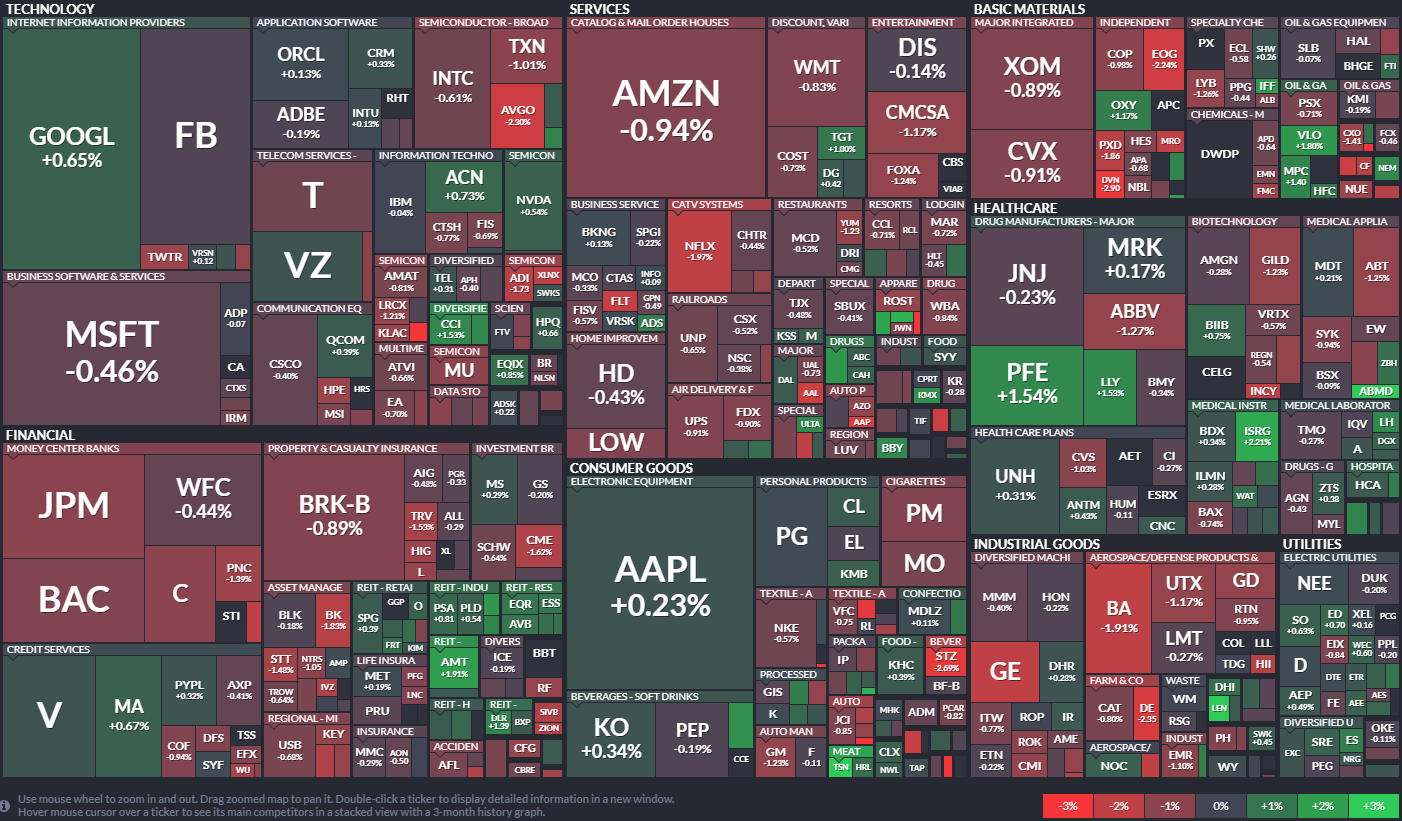 TECHNOLOGY
INTERNET INFORMATION PROVIDERS
GOOGL
+0.65%
FB
TWTR
VRSN
+0.12
APPLICATION SOFTWARE
ORCL
+0.13%
CRM
+0.33%
ADBE
-0.19%
INTU
+0.13%
RHT
SEMICONDUCTOR - BROAD
INTC
-0.61%
TXN
-1.01%
AVGO
-2.30%
BUSINESS SOFTWARE & SERVICES
MSFT
-0.46%
ADP
-0.07
CA
CTXS
IRM
TELECOM SERVICES -
T
VZ
INFORMATION TECHNO
IBM
-0.04%
ACN
+0.73%
CTSH
-0.77%
FIS
-0.69%
SEMICON
NVDA
+0.54%
COMMUNICATION EQ
CSCO
-0.40%
QCOM
+0.39%
HPE
HRS
MSI
SEMICON
AMAT
-0.81%
LRCX
-1.21%
KLAC
DIVERSIFIED
TEL
+0.31
APH
-0.40
SEMICON
ADI
-1.73
XLNX
SWKS
DIVERSIFIE
CCI
+1.53%
SCIEN
FTV
HPQ
+0.66
MULTIME
ATVI
-0.66%
EA
-0.70%
SEMICON
MU
DATA STO
EQIX
+0.85%
BR
NLSN
ADSK
+0.22
FINANCIAL
MONEY CENTER BANKS
JPM
WFC
-0.44%
BAC
C
PNC
-1.39%
STI
PROPERTY & CASUALTY INSURANCE
BRK-B
-0.89%
AIG
-0.48%
PGR
-0.33
TRV
-1.53%
ALL
-0.29
HIG
XL
L
INVESTMENT BR
MS
+0.29%
GS
-0.20%
SCHW
-0.64%
CME
-1.62%
CREDIT SERVICES
V
MA
+0.67%
PYPL
+0.32%
AXP
-0.41%
COF
-0.94%
DFS
SYF
TSS
EFX
WU
ASSET MANAGE
BLK
-0.18%
BK
-1.83%
STT
-1.48%
NTRS
-1.05
AMP
TROW
-0.64%
IVZ
REGIONAL - MI
USB
-0.68%
KEY
REIT - RETAI
SPG
+0.39
GGP
O
FRT
KIM
LIFE INSURA
MET
+0.19%
PFG
LNC
PRU
INSURANCE
MMC
-0.29%
AON
-0.50
REIT - INDU
PSA
+0.81
PLD
+0.54
REIT - RES
EQR
ESS
AVB
REIT -
AMT
+1.91%
DIVERS
ICE
-0.19%
BBT
RF
REIT - H
REIT -
DLR
+1.39
BXP
SIVB
ZION
ACCIDEN
AFL
CFG
CBRE
SERVICES
CATALOG & MAIL ORDER HOUSES
AMZN
-0.94%
DISCOUNT, VARI
WMT
-0.83%
COST
-0.73%
TGT
+1.00%
DG
+0.42
ENTERTAINMENT
DIS
-0.14%
CMCSA
-1.17%
FOXA
-1.24%
CBS
VIAB
BUSINESS SERVICE
BKNG
+0.13%
SPGI
-0.22%
MCO
-0.33%
CTAS
INFO
+0.09
FLT
GPN
-0.49
FISV
-0.57%
VRSK
ADS
CATV SYSTEMS
NFLX
-1.97%
CHTR
-0.44%
RESTAURANTS
MCD
-0.52%
YUM
-1.23
DRI
CMG
RESORTS
CCL
-0.71%
RCL
LODGIN
MAR
-0.72%
HLT
-0.45
HOME IMPROVEM
HD
-0.43%
LOW
RAILROADS
UNP
-0.65%
CSX
-0.52%
NSC
-0.38%
AIR DELIVERY & F
UPS
-0.91%
FDX
-0.90%
DEPART
TJX
-0.48%
KSS
M
SPECIAL
SBUX
-0.41%
APPARE
ROST
JWN
DRUG
WBA
-0.84%
MAJOR
DAL
UAL
-0.73
AAL
DRUGS
ABC
CAH
INDUST
FOOD
SYY
CPRT
KMX
KR
-0.28
SPECIAL
ULTA
AUTO P
AZO
AAP
TIF
REGION
LUV
BBY
CONSUMER GOODS
ELECTRONIC EQUIPMENT
AAPL
+0.23%
BEVERAGES - SOFT DRINKS
KO
+0.34%
PEP
-0.19%
CCE
PERSONAL PRODUCTS
PG
CL
EL
KMB
CIGARETTES
PM
MO
TEXTILE - A
NKE
-0.57%
TEXTILE - A
VFC
-0.75
RL
CONFECTIO
MDLZ
+0.11%
PACKA
IP
FOOD -
KHC
+0.39%
BEVER
STZ
-2.69%
BF-B
PROCESSED
GIS
K
AUTO
JCI
-0.85
MHK
ADM
PCAR
-0.82
AUTO MAN
GM
-1.23%
F
-0.11
MEAT
TSN
HRL
CLX
NWL
TAP
BASIC MATERIALS
MAJOR INTEGRATED
XOM
-0.89%
CVX
-0.91%
INDEPENDENT
COP
-0.98%
EOG
-2.24%
OXY
+1.17%
APC
PXD
-1.86
HES
MRO
APA
-0.68
DVN
-2.90
NBL
SPECIALTY CHE
PX
ECL
-0.58
SHW
+0.26
LYB
-1.26%
PPG
-0.44
IFF
ALB
CHEMICALS - M
DWDP
APD
-0.64
EMN
FMC
OIL & GAS EQUIPMEN
SLB
-0.07%
HAL
BHGE
FTI
OIL & GA
PSX
-0.71%
VLO
+1.80%
MPC
+1.40
HFC
OIL & GAS
KMI
-0.19%
CXO
-1.41
FCX
-0.46
CF
NEM
NUE
HEALTHCARE
DRUG MANUFACTURERS - MAJOR
JNJ
-0.23%
MRK
+0.17%
ABBV
-1.27%
PFE
+1.54%
LLY
+1.53%
BMY
-0.34%
BIOTECHNOLOGY
AMGN
-0.28%
GILD
-1.23%
BIIB
+0.75%
VRTX
-0.57%
CELG
REGN
-0.54
INCY
MEDICAL APPLIA
MDT
+0.21%
ABT
-1.25%
SYK
-0.94%
EW
BSX
-0.09%
ZBH
ABMD
HEALTH CARE PLANS
UNH
+0.31%
CVS
-1.03%
AET
CI
-0.27%
ANTM
+0.43%
HUM
-0.11
ESRX
CNC
MEDICAL INSTR
BDX
+0.34%
ISRG
+2.21%
ILMN
+0.28%
WAT
BAX
-0.74%
MEDICAL LABORATOR
TMO
-0.27%
IQV
LH
A
DGX
DRUGS - G
AGN
-0.43
ZTS
+0.38
MYL
HOSPITA
HCA
INDUSTRIAL GOODS
DIVERSIFIED MACHI
MMM
-0.40%
HON
-0.22%
GE
DHR
+0.28%
ITW
-0.77%
ROP
IR
ROK
AME
ETN
-0.22%
CMI
AEROSPACE/DEFENSE PRODUCTS &
BA
-1.91%
UTX
-1.17%
GD
RTN
-0.95%
LMT
-0.27%
COL
LLL
TDG
HII
FARM & CO
CAT
-0.80%
DE
-2.35
WASTE
WM
RSG
DHI
LEN
AEROSPACE/
NOC
INDUST
EMR
-1.10%
PH
SWK
+0.45
WY
UTILITIES
ELECTRIC UTILITIES
NEE
DUK
-0.20%
SO
+0.63%
ED
+0.70
XEL
+0.16
PCG
EIX
-0.84
WEC
+0.60
PPL
-0.20
D
DTE
ETR
AEP
+0.49%
FE
AEE
AES
DIVERSIFIED U
EXC
SRE
ES
OKE
-0.11%
PEG
NRG
Use mouse wheel to zoom in and out. Drag zoomed map to pan it. Double-click a ticker to display detailed information in a new window.
Hover mouse cursor over a ticker to see its main competitors in a stacked view with a 3-month history graph.
-3%
-2%
-1%
0%
+1%
+2%
+3%